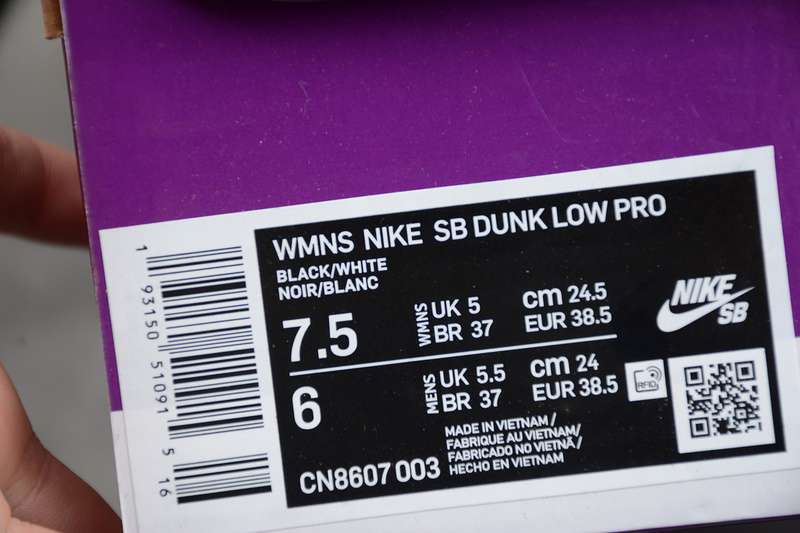 WMNS NIKE SB DUNK LOW PRO
BLACK/WHITE
NOIR/BLANC
7.5
WMNS
UK 5
BR 37
cm 24.5
EUR 38.5
6
MENS
UK 5.5
BR 37
cm 24
EUR 38.5
NIKE
SB
RFID
CN8607 003
MADE IN VIETNAM /
FABRIQUE AU VIETNAM/
FABRICADO NO VIETNÃ /
HECHO EN VIETNAM
1 93150 51091 5 16